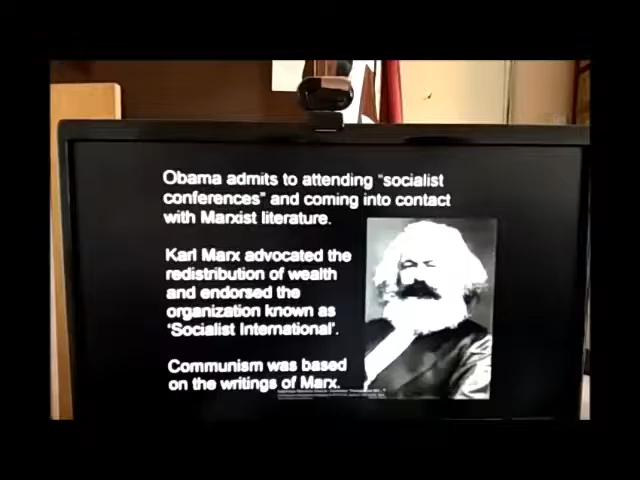 Obama admits to attending "socialist
conferences" and coming into contact
with Marxist literature.
Karl Marx advocated the
redistribution of wealth
and endorsed the
organization known as
'Socialist International'.
Communism was based
on the writings of Marx.